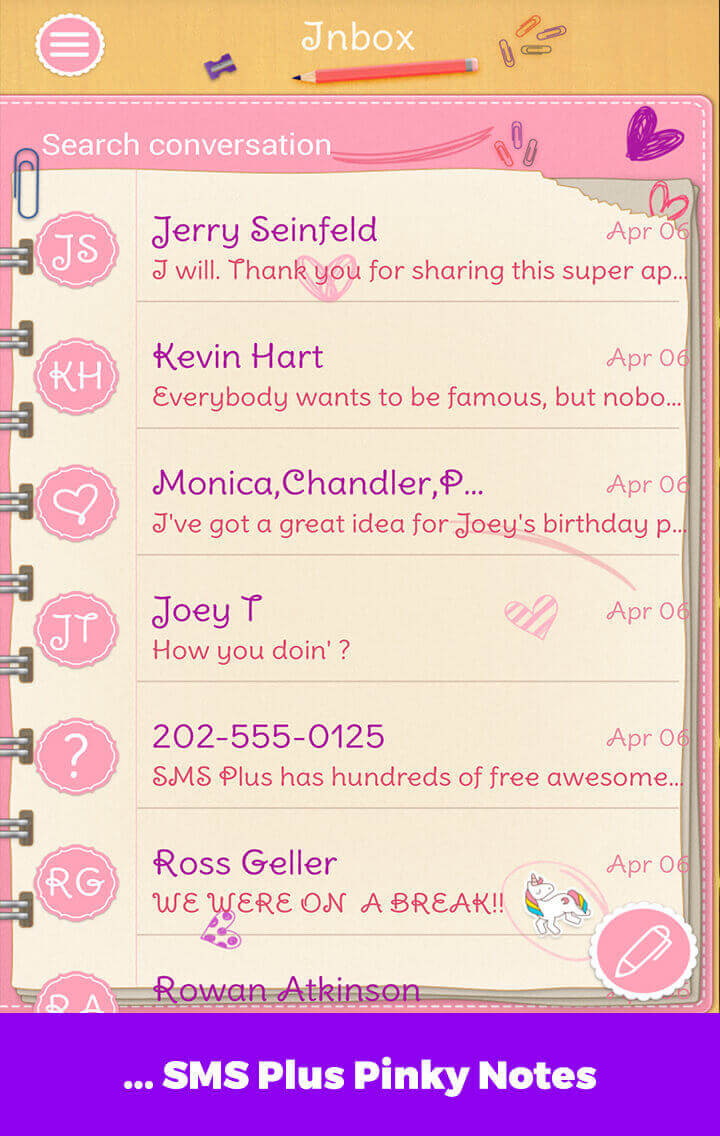 Inbox
Search conversation
JS
Jerry Seinfeld
Apr 06
I will. Thank you for sharing this super ap...
KH
Kevin Hart
Apr 06
Everybody wants to be famous, but nobo...
Monica,Chandler,P...
Apr 06
I've got a great idea for Joey's birthday p...
JT
Joey T
Apr 06
How you doin' ?
?
202-555-0125
Apr 06
SMS Plus has hundreds of free awesome...
RG
Ross Geller
Apr 06
WE WERE ON A BREAK!!
RA
Rowan Atkinson
... SMS Plus Pinky Notes